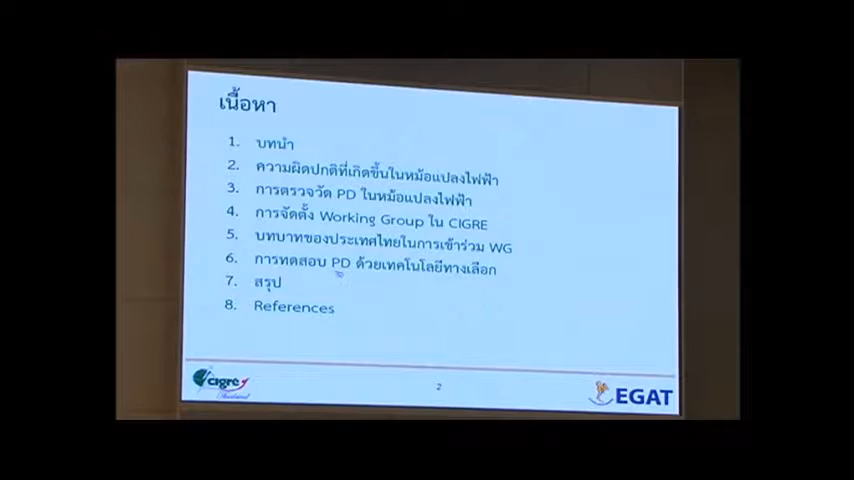 เนื้อหา
1. บทนำ
2. ความผิดปกติที่เกิดขึ้นในหม้อแปลงไฟฟ้า
3. การตรวจวัด PD ในหม้อแปลงไฟฟ้า
4. การจัดตั้ง Working Group ใน CIGRE
5. บทบาทของประเทศไทยในการเข้าร่วม WG
6. การทดสอบ PD ด้วยเทคโนโลยีทางเลือก
7. สรุป
8. References
cigre
Thailand
2
EGAT